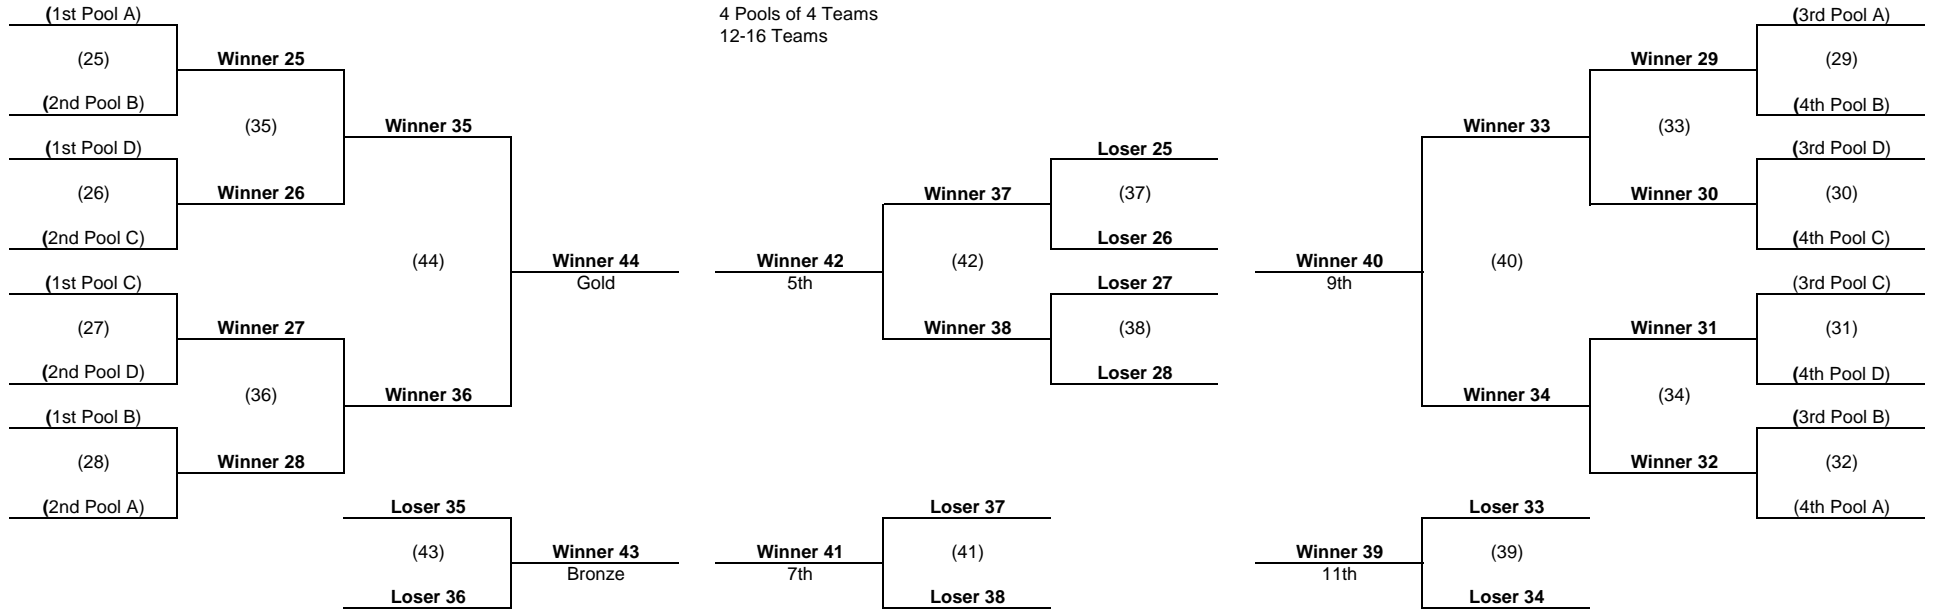 4 Pools of 4 Teams
12-16 Teams
(1st Pool A)
(25)
(2nd Pool B)
(1st Pool D)
(26)
(2nd Pool C)
(1st Pool C)
(27)
(2nd Pool D)
(1st Pool B)
(28)
(2nd Pool A)
Winner 25
(35)
Winner 26
Winner 27
(36)
Winner 28
Winner 35
(44)
Winner 36
Winner 44
Gold
Loser 35
(43)
Loser 36
Winner 43
Bronze
Winner 42
5th
Winner 37
(42)
Winner 38
Loser 25
(37)
Loser 26
Loser 27
(38)
Loser 28
Winner 41
7th
Loser 37
(41)
Loser 38
Winner 40
9th
Winner 33
(40)
Winner 34
Winner 29
(33)
Winner 30
Winner 31
(34)
Winner 32
(3rd Pool A)
(29)
(4th Pool B)
(3rd Pool D)
(30)
(4th Pool C)
(3rd Pool C)
(31)
(4th Pool D)
(3rd Pool B)
(32)
(4th Pool A)
Winner 39
11th
Loser 33
(39)
Loser 34